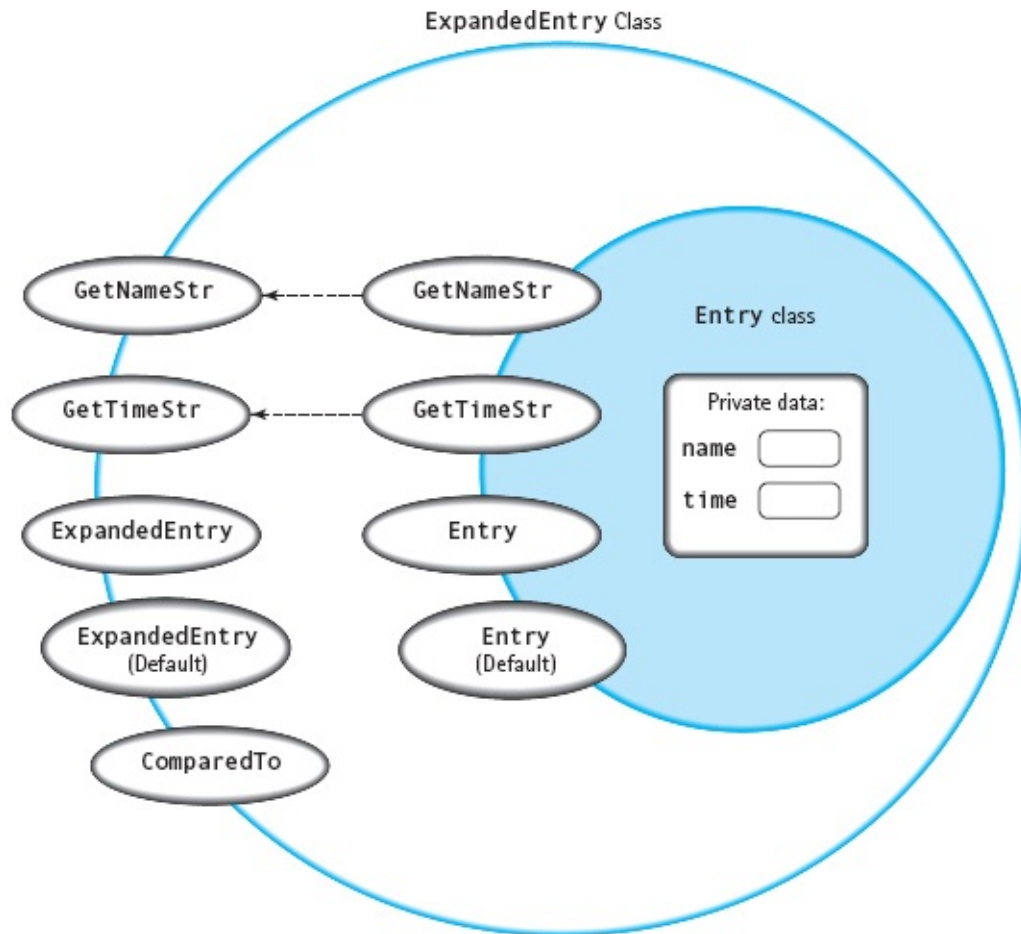 ExpandedEntry Class
GetNameStr
GetNameStr
Entry class
GetTimeStr
GetTimeStr
Private data:
name
time
ExpandedEntry
Entry
ExpandedEntry
(Default)
Entry
(Default)
ComparedTo